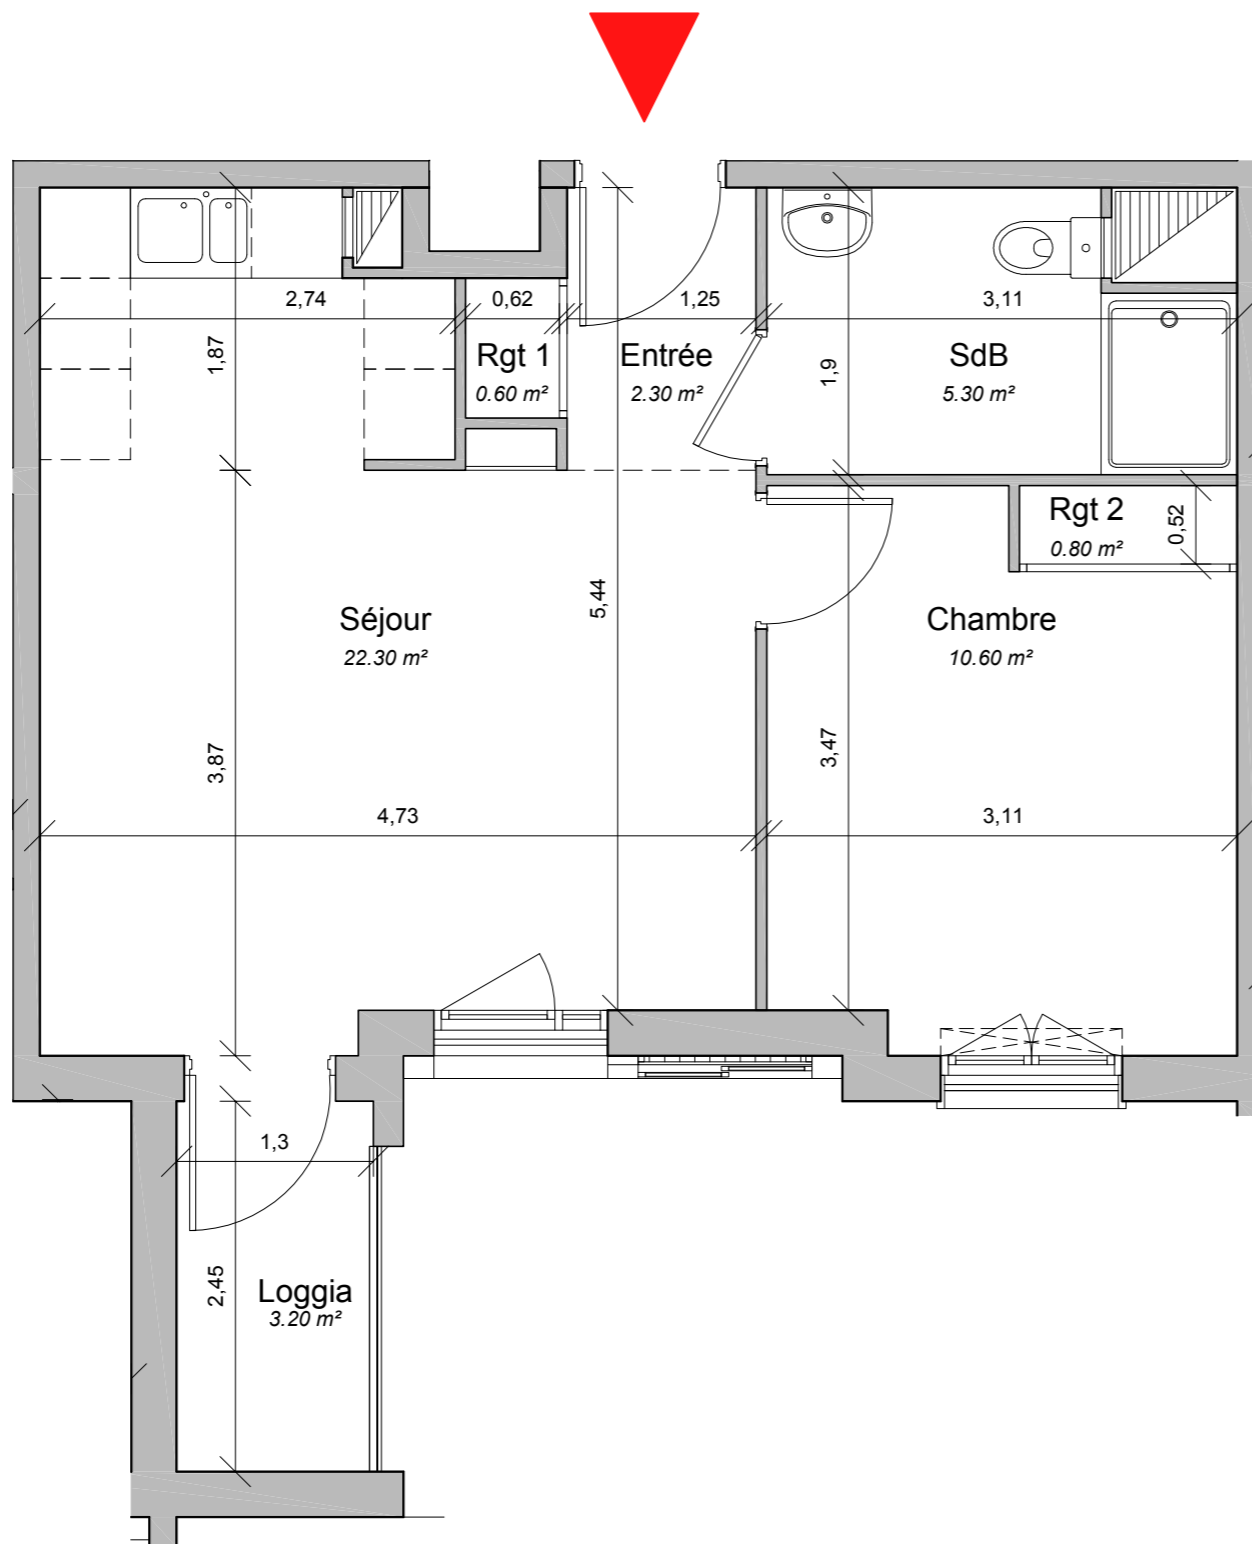 2,74
0,62
1,25
3,11
1,87
Rgt 1
0.60 m²
Entrée
2.30 m²
1,9
SdB
5.30 m²
Rgt 2
0.80 m²
0,52
5,44
Séjour
22.30 m²
Chambre
10.60 m²
3,87
3,47
4,73
3,11
1,3
2,45
Loggia
3.20 m²